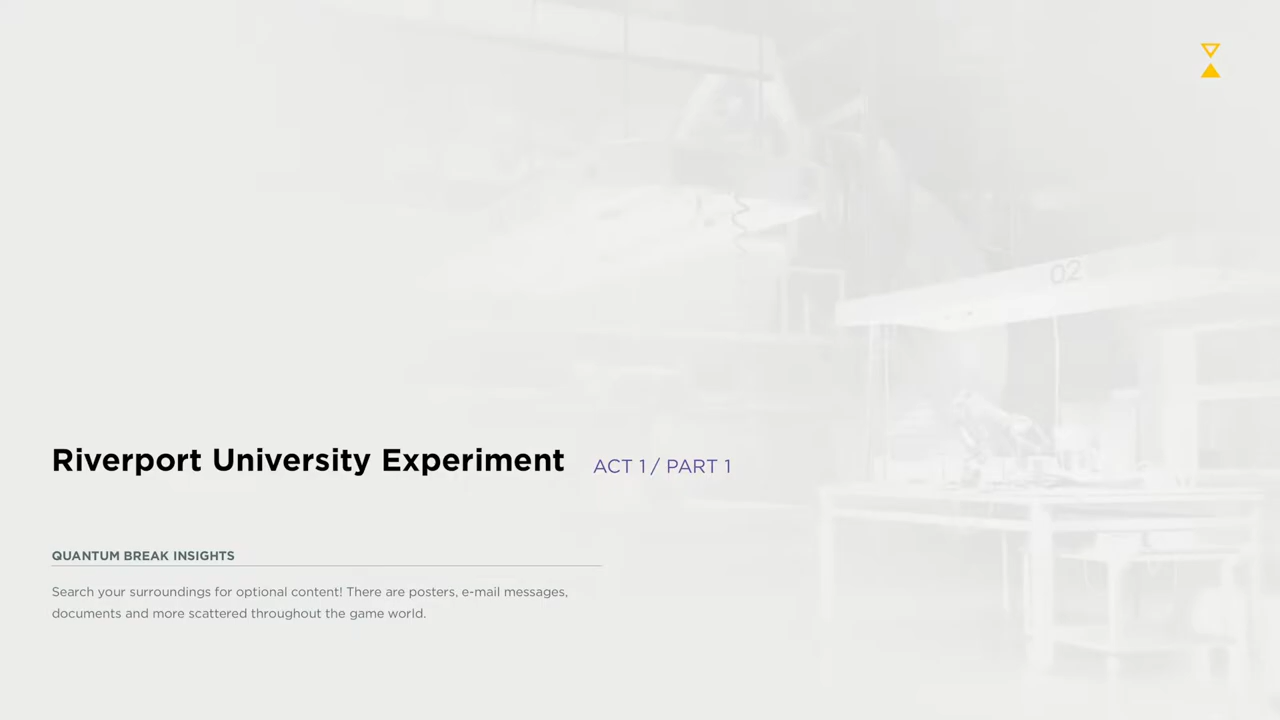 02
Riverport University Experiment ACT 1 / PART 1
QUANTUM BREAK INSIGHTS
Search your surroundings for optional content! There are posters, e-mail messages,
documents and more scattered throughout the game world.